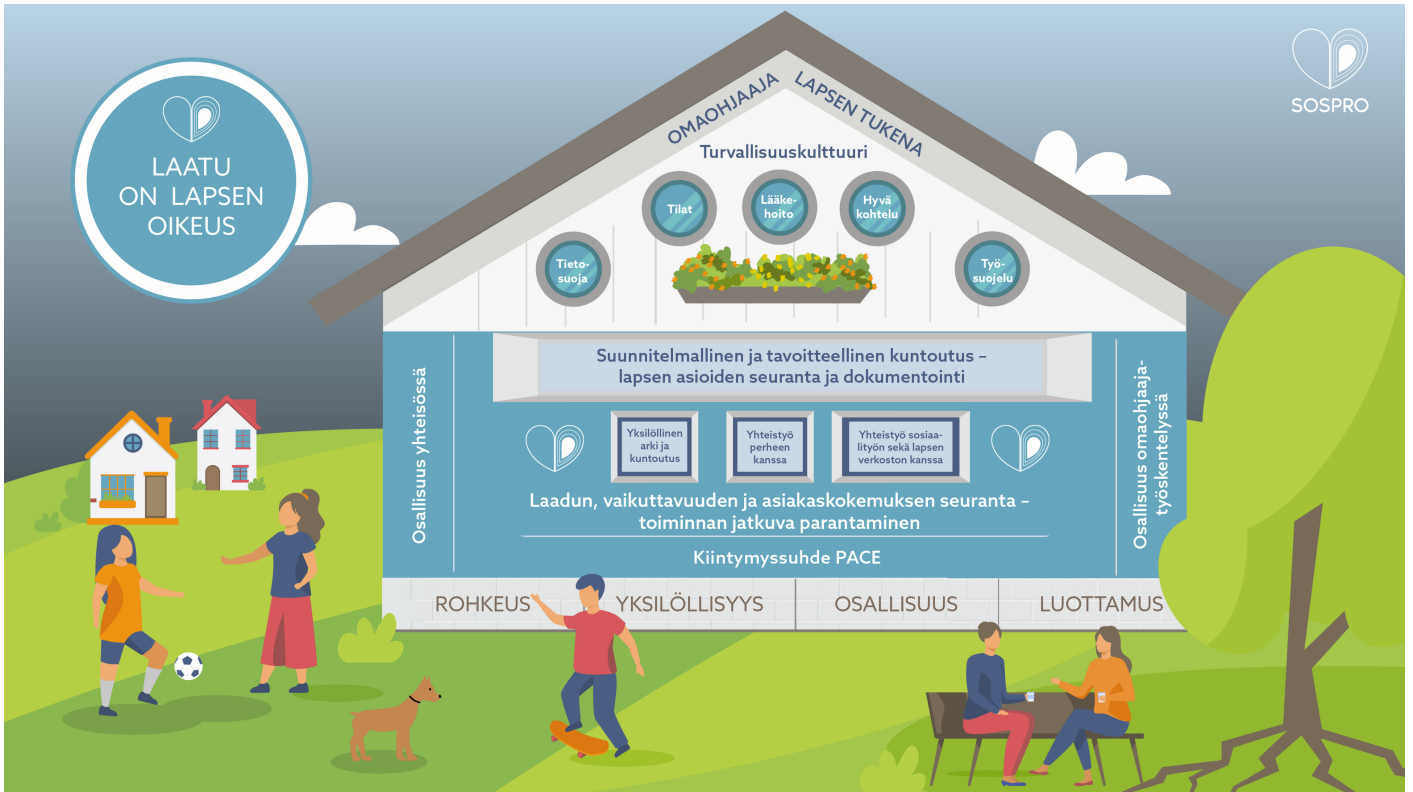 LAATU
ON LAPSEN
OIKEUS
SOSPRO
OMAOHJAAJA
LAPSEN TUKENA
Turvallisuuskulttuuri
Tieto-
suoja
Tilat
Lääke-
hoito
Hyvä
kohtelu
Työ-
suojelu
Osallisuus yhteisössä
Suunnitelmallinen ja tavoitteellinen kuntoutus –
lapsen asioiden seuranta ja dokumentointi
Yksilöllinen
arki ja
kuntoutus
Yhteistyö
perheen
kanssa
Yhteistyö sosiaa-
lityön sekä lapsen
verkoston kanssa
Laadun, vaikuttavuuden ja asiakaskokemuksen seuranta –
toiminnan jatkuva parantaminen
Kiintymyssuhde PACE
Osallisuus omaohjaaja-
työskentelyssä
ROHKEUS
YKSILÖLLISYYS
OSALLISUUS
LUOTTAMUS